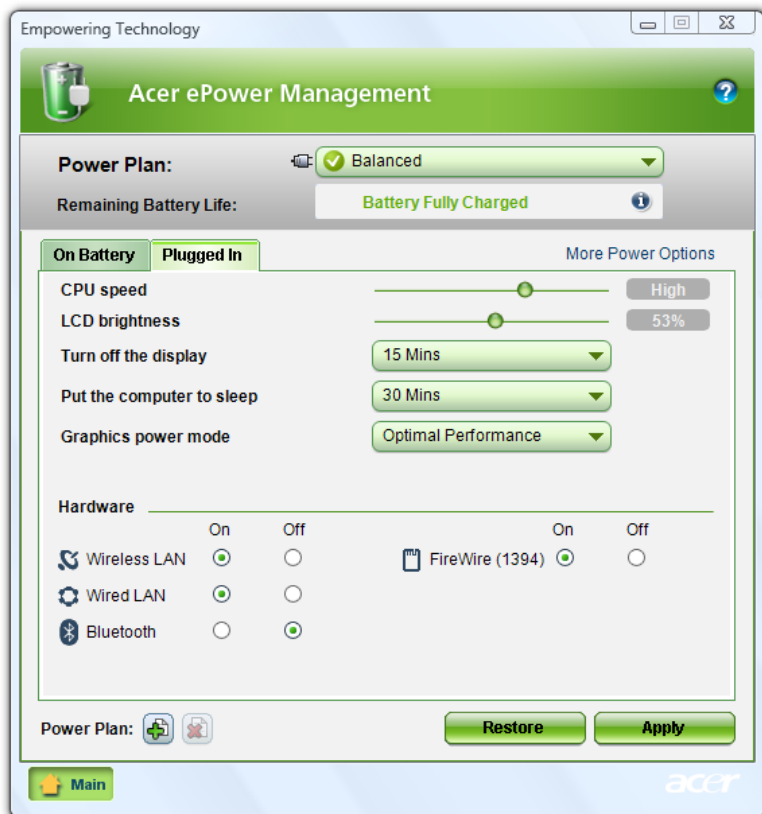 Empowering Technology
Acer ePower Management
?
Power Plan: Balanced
Remaining Battery Life: Battery Fully Charged
On Battery Plugged In More Power Options
CPU speed High
LCD brightness 53%
Turn off the display 15 Mins
Put the computer to sleep 30 Mins
Graphics power mode Optimal Performance
Hardware
On Off On Off
Wireless LAN FireWire (1394)
Wired LAN
Bluetooth
Power Plan: Restore Apply
Main acer